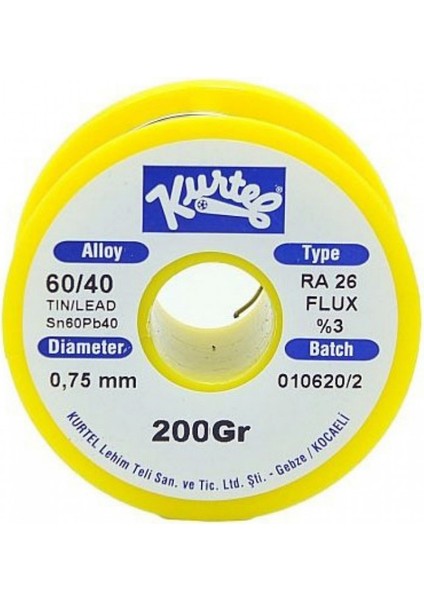 Kurtel
®
Alloy
60/40
TIN/LEAD
Sn60Pb40
Diameter
0,75 mm
Type
RA 26
FLUX
%3
Batch
010620/2
200Gr
KURTEL Lehim Teli San. ve Tic. Ltd. Şti. - Gebze / KOCAELİ